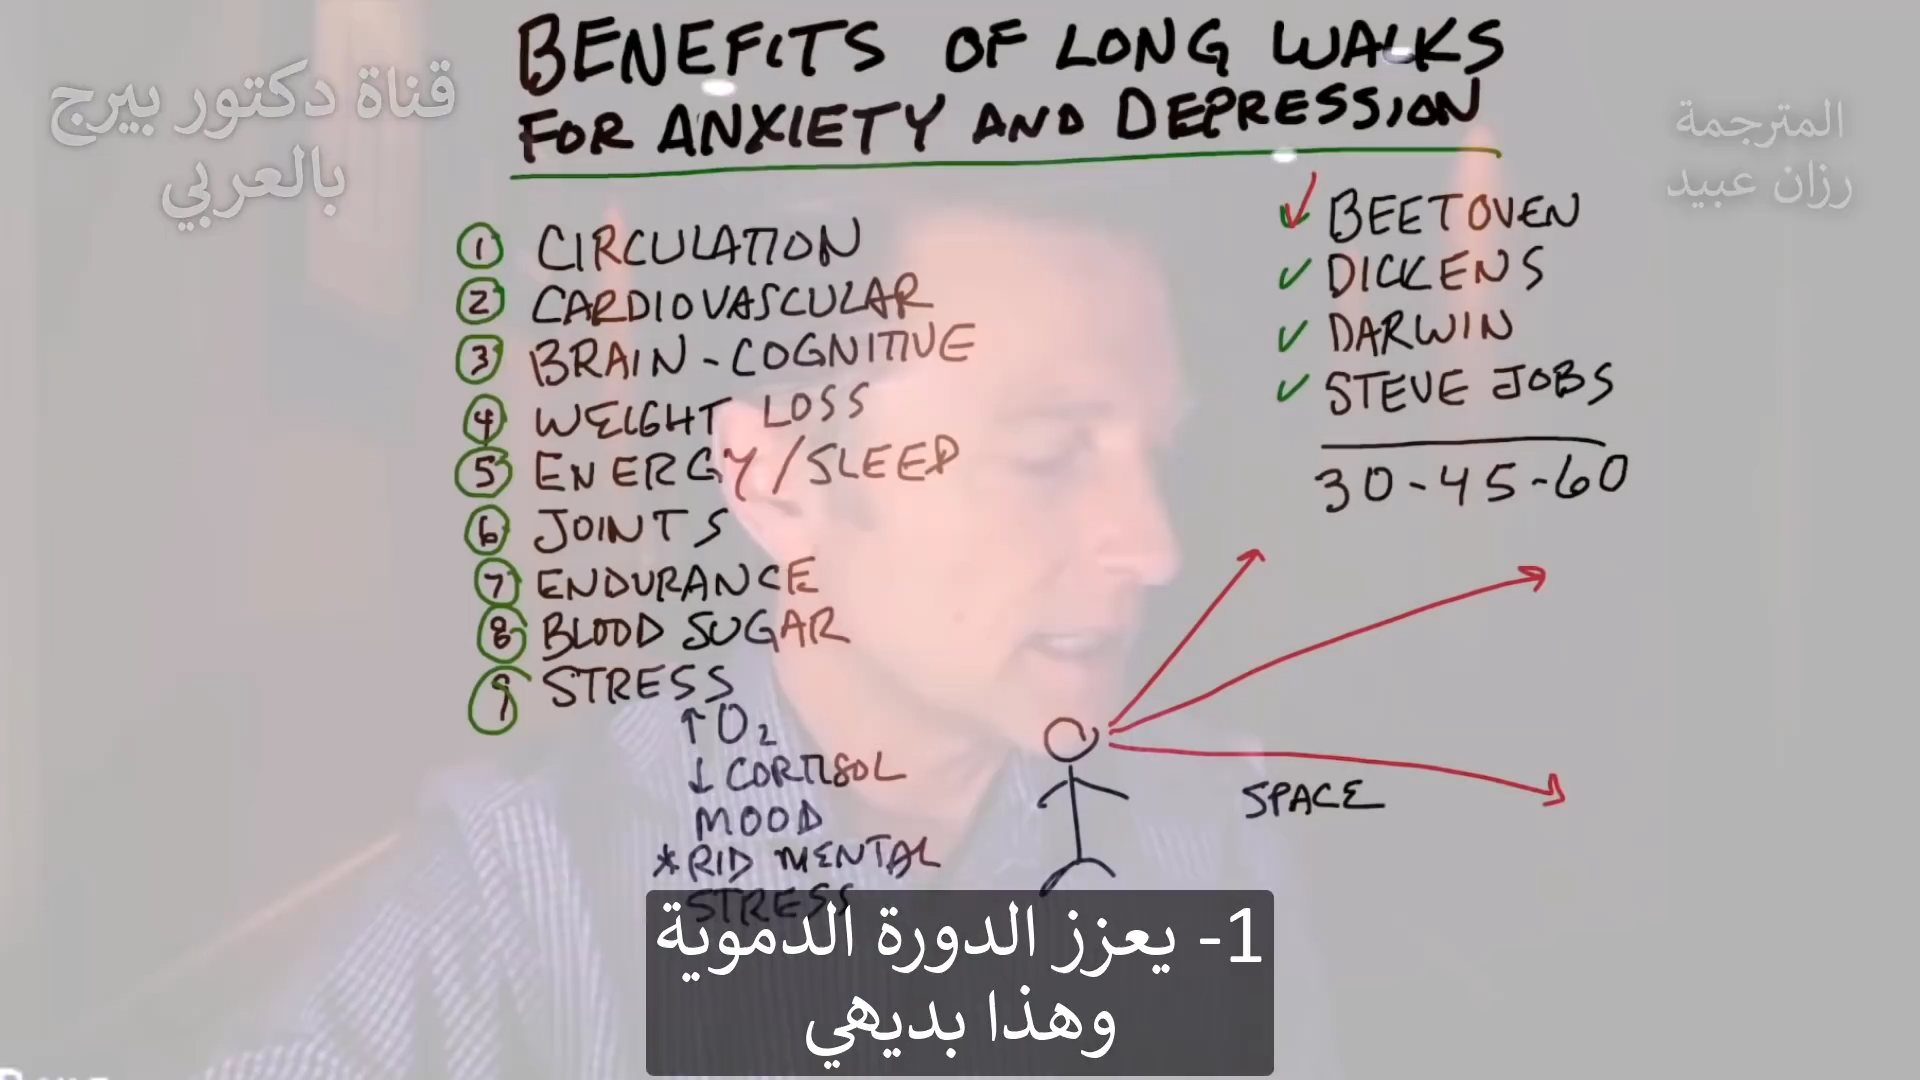 BENEFITS OF LONG WALKS
FOR ANXIETY AND DEPRESSION
قناة دكتور بيرج
بالعربي
المترجمة
رزان عبيد
1 CIRCULATION
2 CARDIOVASCULAR
3 BRAIN-COGNITIVE
4 WEIGHT LOSS
5 ENERGY/SLEEP
6 JOINTS
7 ENDURANCE
8 BLOOD SUGAR
9 STRESS
↑O₂
↓ CORTISOL
MOOD
*RID MENTAL
STRESS
✓ BEETOVEN
✓ DICKENS
✓ DARWIN
✓ STEVE JOBS
30-45-60
SPACE
1- يعزز الدورة الدموية
وهذا بديهي